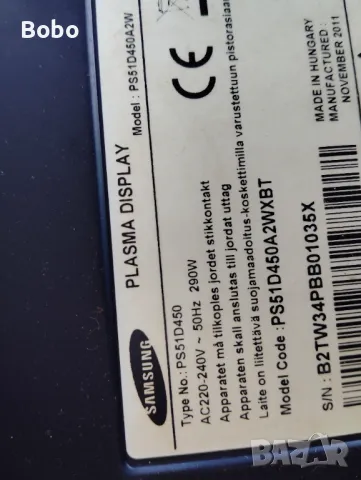 Bobo
SAMSUNG
PLASMA DISPLAY
Model : PS51D450A2W
CE
Type No.: PS51D450
AC220-240V ~ 50Hz 290W
Apparatet må tilkoples jordet stikkontakt
Apparaten skall anslutas till jordat uttag
Laite on liitettävä suojamaadoitus-koskettimilla varustettuun pistorasiaan
Model Code :PS51D450A2WXBT
S/N : B2TW34PBB01035X
MADE IN HUNGARY
MANUFACTURED :
NOVEMBER 2011
BAZAR